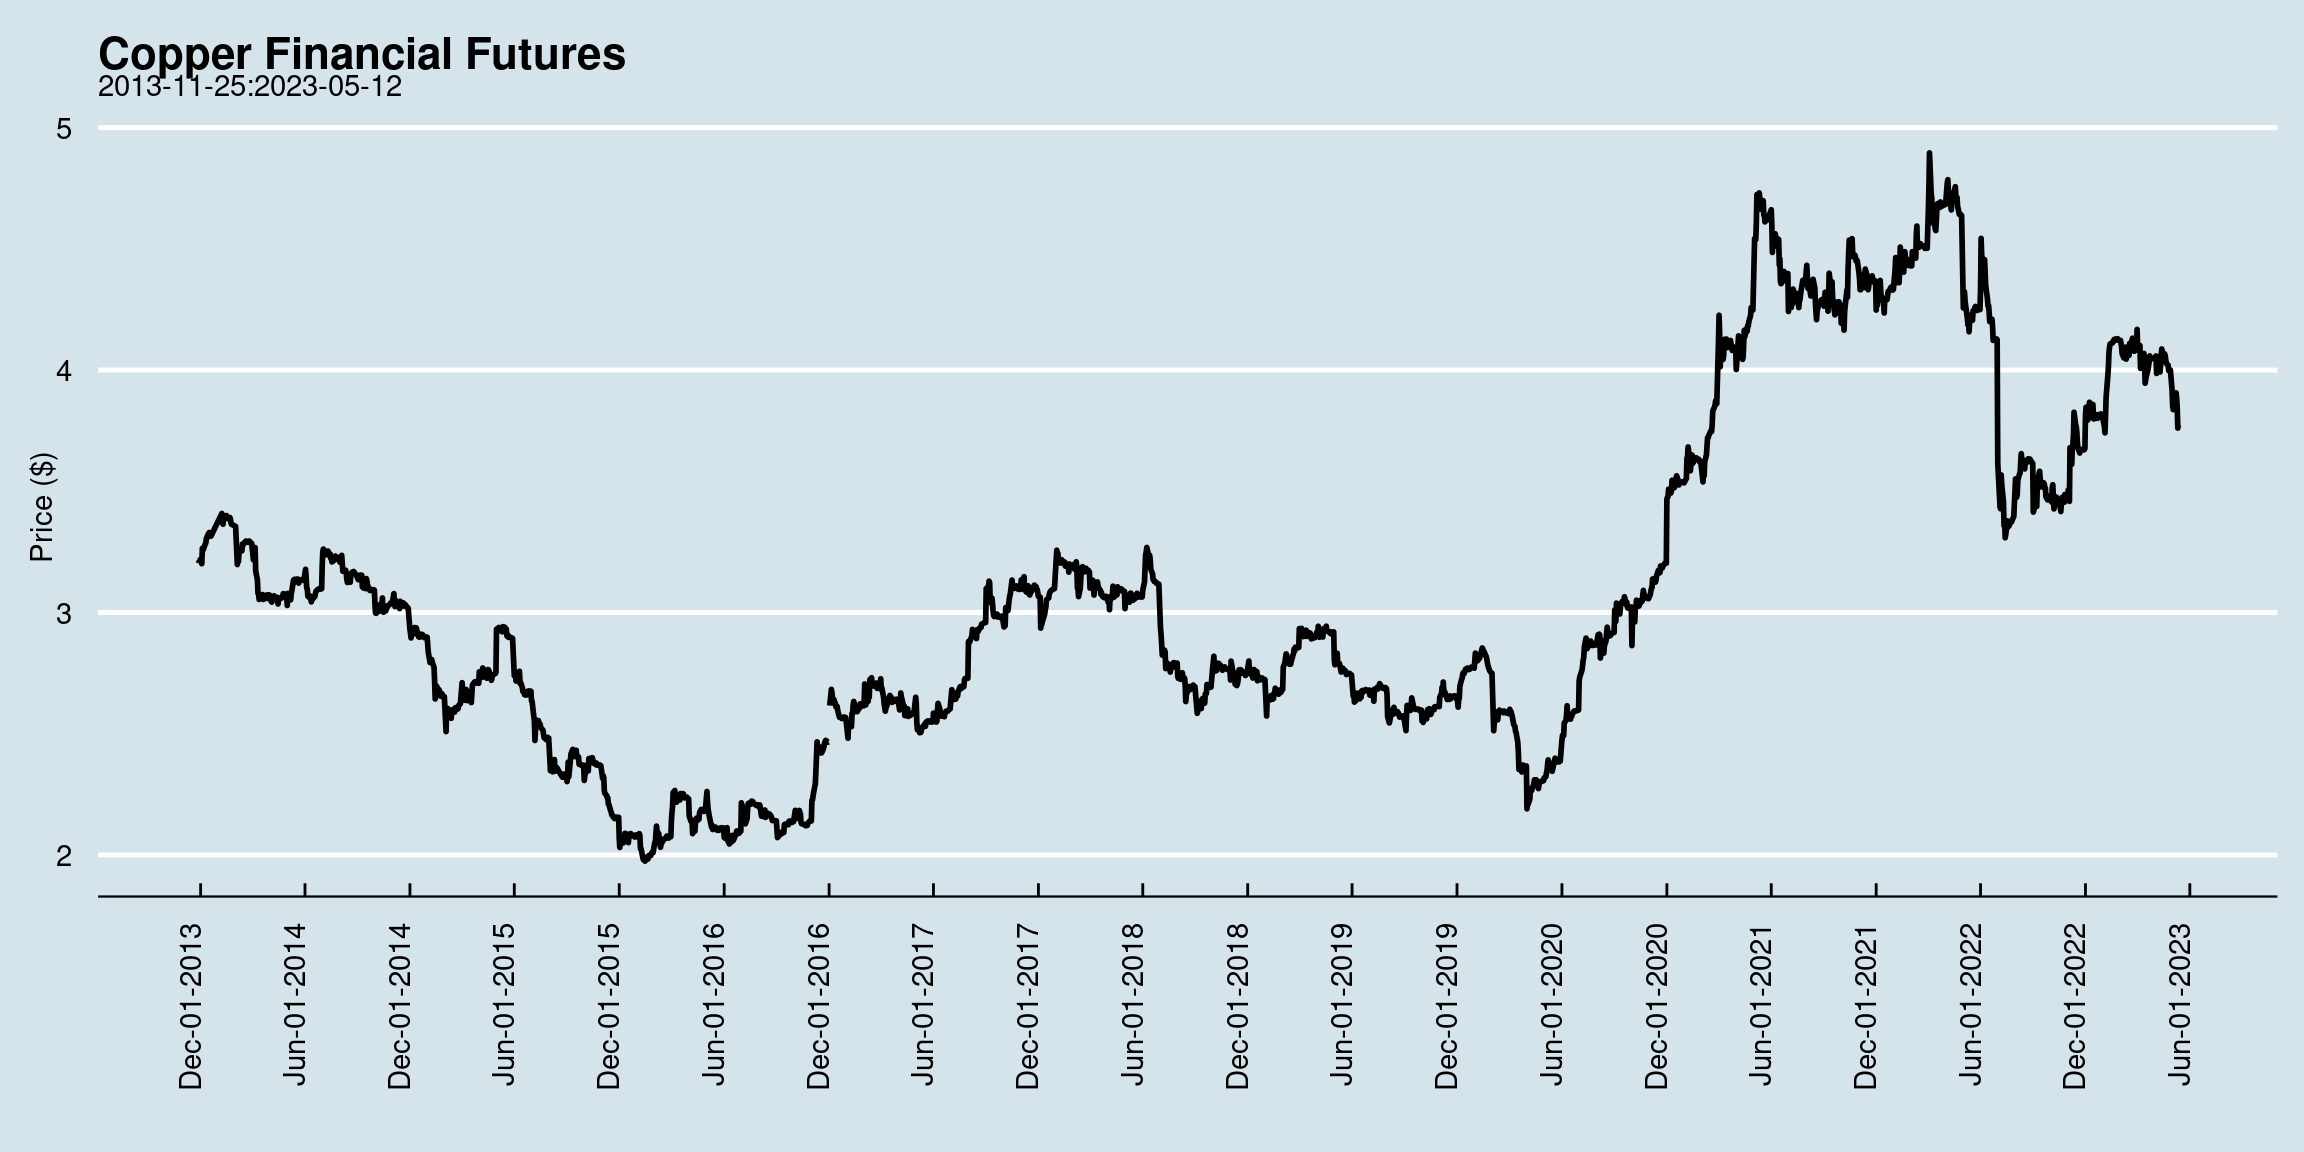 Copper Financial Futures
2013-11-25:2023-05-12
5
4
3
2
Price ($)
Dec-01-2013
Jun-01-2014
Dec-01-2014
Jun-01-2015
Dec-01-2015
Jun-01-2016
Dec-01-2016
Jun-01-2017
Dec-01-2017
Jun-01-2018
Dec-01-2018
Jun-01-2019
Dec-01-2019
Jun-01-2020
Dec-01-2020
Jun-01-2021
Dec-01-2021
Jun-01-2022
Dec-01-2022
Jun-01-2023